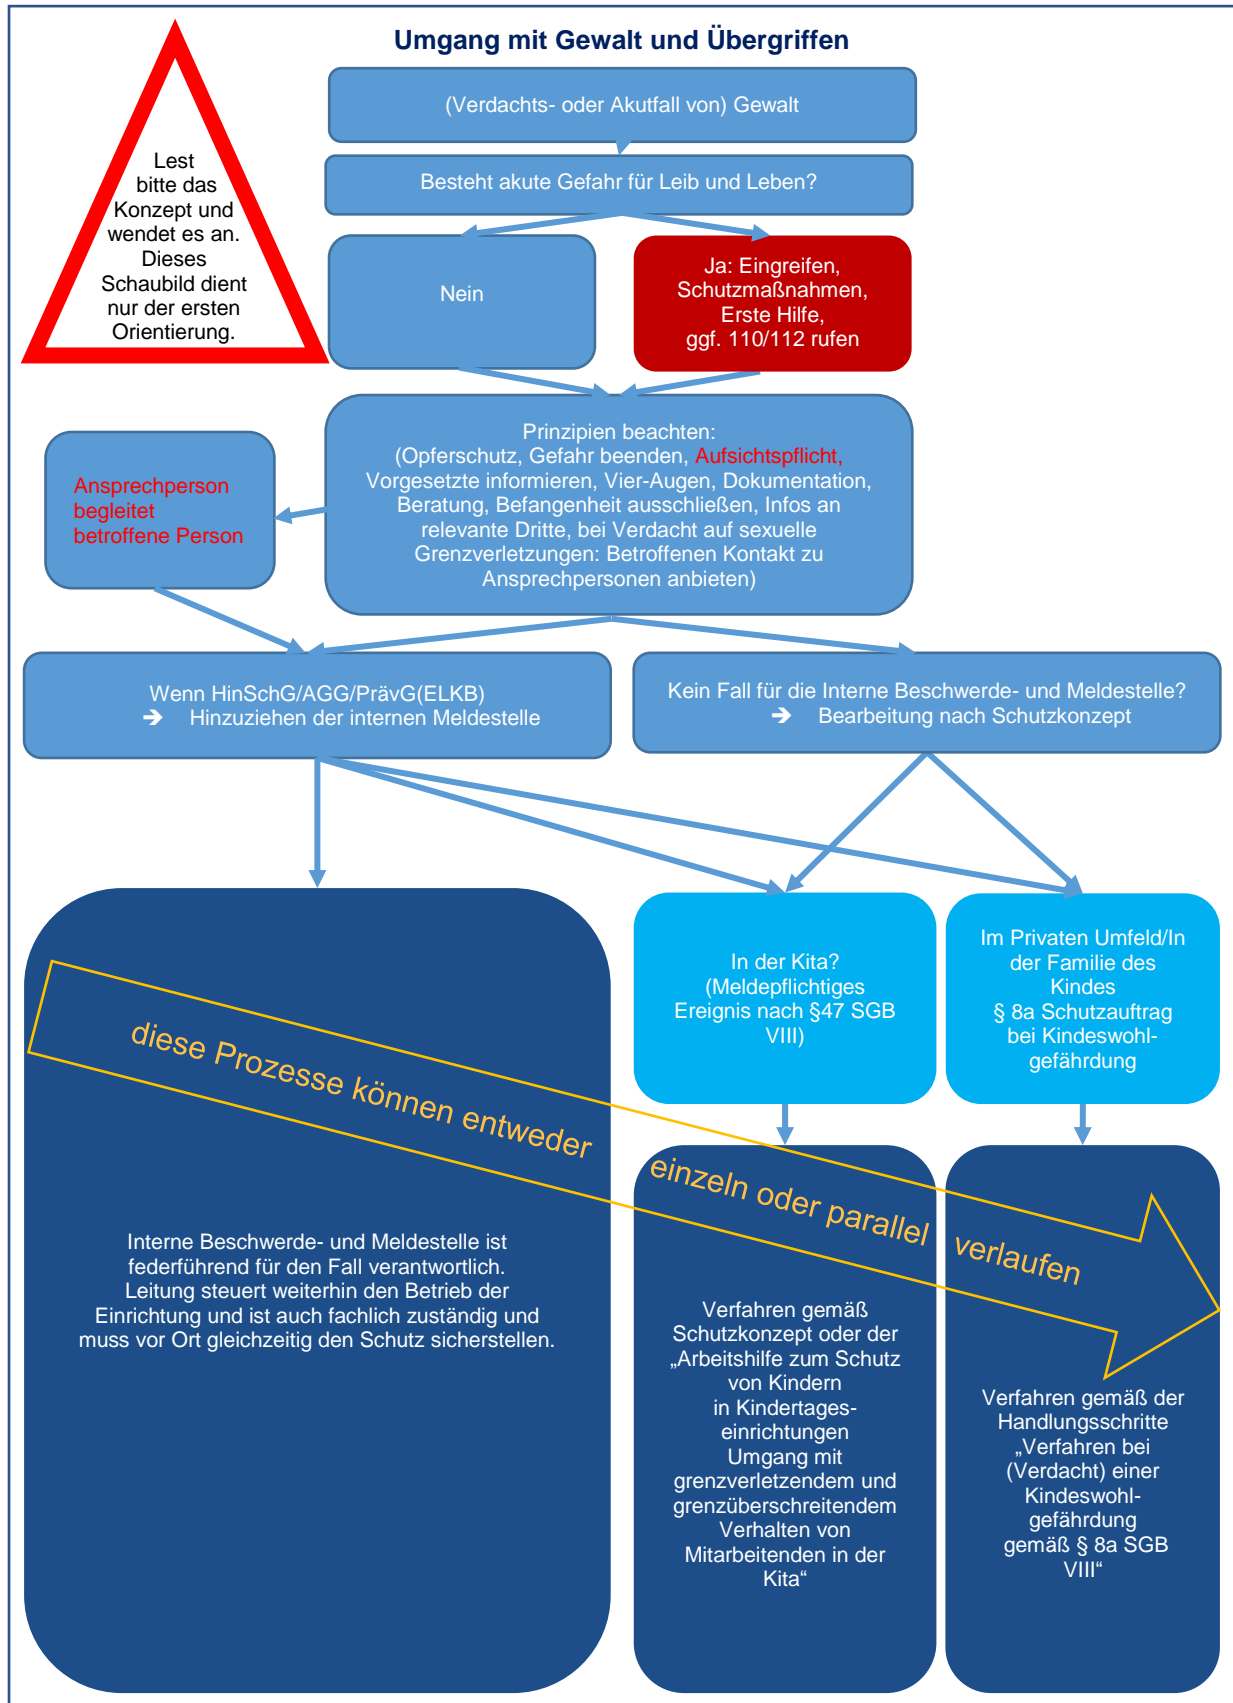 Umgang mit Gewalt und Übergriffen
Lest
bitte das
Konzept und
wendet es an.
Dieses
Schaubild dient
nur der ersten
Orientierung.
(Verdachts- oder Akutfall von) Gewalt
Besteht akute Gefahr für Leib und Leben?
Nein
Ja: Eingreifen,
Schutzmaßnahmen,
Erste Hilfe,
ggf. 110/112 rufen
Prinzipien beachten:
(Opferschutz, Gefahr beenden, Aufsichtspflicht,
Vorgesetzte informieren, Vier-Augen, Dokumentation,
Beratung, Befangenheit ausschließen, Infos an
relevante Dritte, bei Verdacht auf sexuelle
Grenzverletzungen: Betroffenen Kontakt zu
Ansprechpersonen anbieten)
Ansprechperson
begleitet
betroffene Person
Wenn HinSchG/AGG/PrävG(ELKB)
➔ Hinzuziehen der internen Meldestelle
Kein Fall für die Interne Beschwerde- und Meldestelle?
➔ Bearbeitung nach Schutzkonzept
In der Kita?
(Meldepflichtiges
Ereignis nach §47 SGB
VIII)
Im Privaten Umfeld/In
der Familie des
Kindes
§ 8a Schutzauftrag
bei Kindeswohl-
gefährdung
diese Prozesse können entweder einzeln oder parallel verlaufen
Interne Beschwerde- und Meldestelle ist
federführend für den Fall verantwortlich.
Leitung steuert weiterhin den Betrieb der
Einrichtung und ist auch fachlich zuständig und
muss vor Ort gleichzeitig den Schutz sicherstellen.
Verfahren gemäß
Schutzkonzept oder der
„Arbeitshilfe zum Schutz
von Kindern
in Kindertages-
einrichtungen
Umgang mit
grenzverletzendem und
grenzüberschreitendem
Verhalten von
Mitarbeitenden in der
Kita“
Verfahren gemäß der
Handlungsschritte
„Verfahren bei
(Verdacht) einer
Kindeswohl-
gefährdung
gemäß § 8a SGB
VIII“